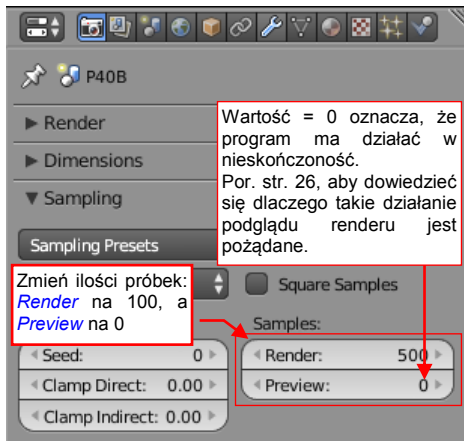 P40B
Render
Wartość = 0 oznacza, że
program ma działać w
nieskończoność.
Por. str. 26, aby dowiedzieć
się dlaczego takie działanie
podglądu renderu jest
pożądane.
Dimensions
Sampling
Sampling Presets
Zmień ilości próbek:
Render na 100, a
Preview na 0
Square Samples
Samples:
Seed: 0
Render: 500
Clamp Direct: 0.00
Preview: 0
Clamp Indirect: 0.00